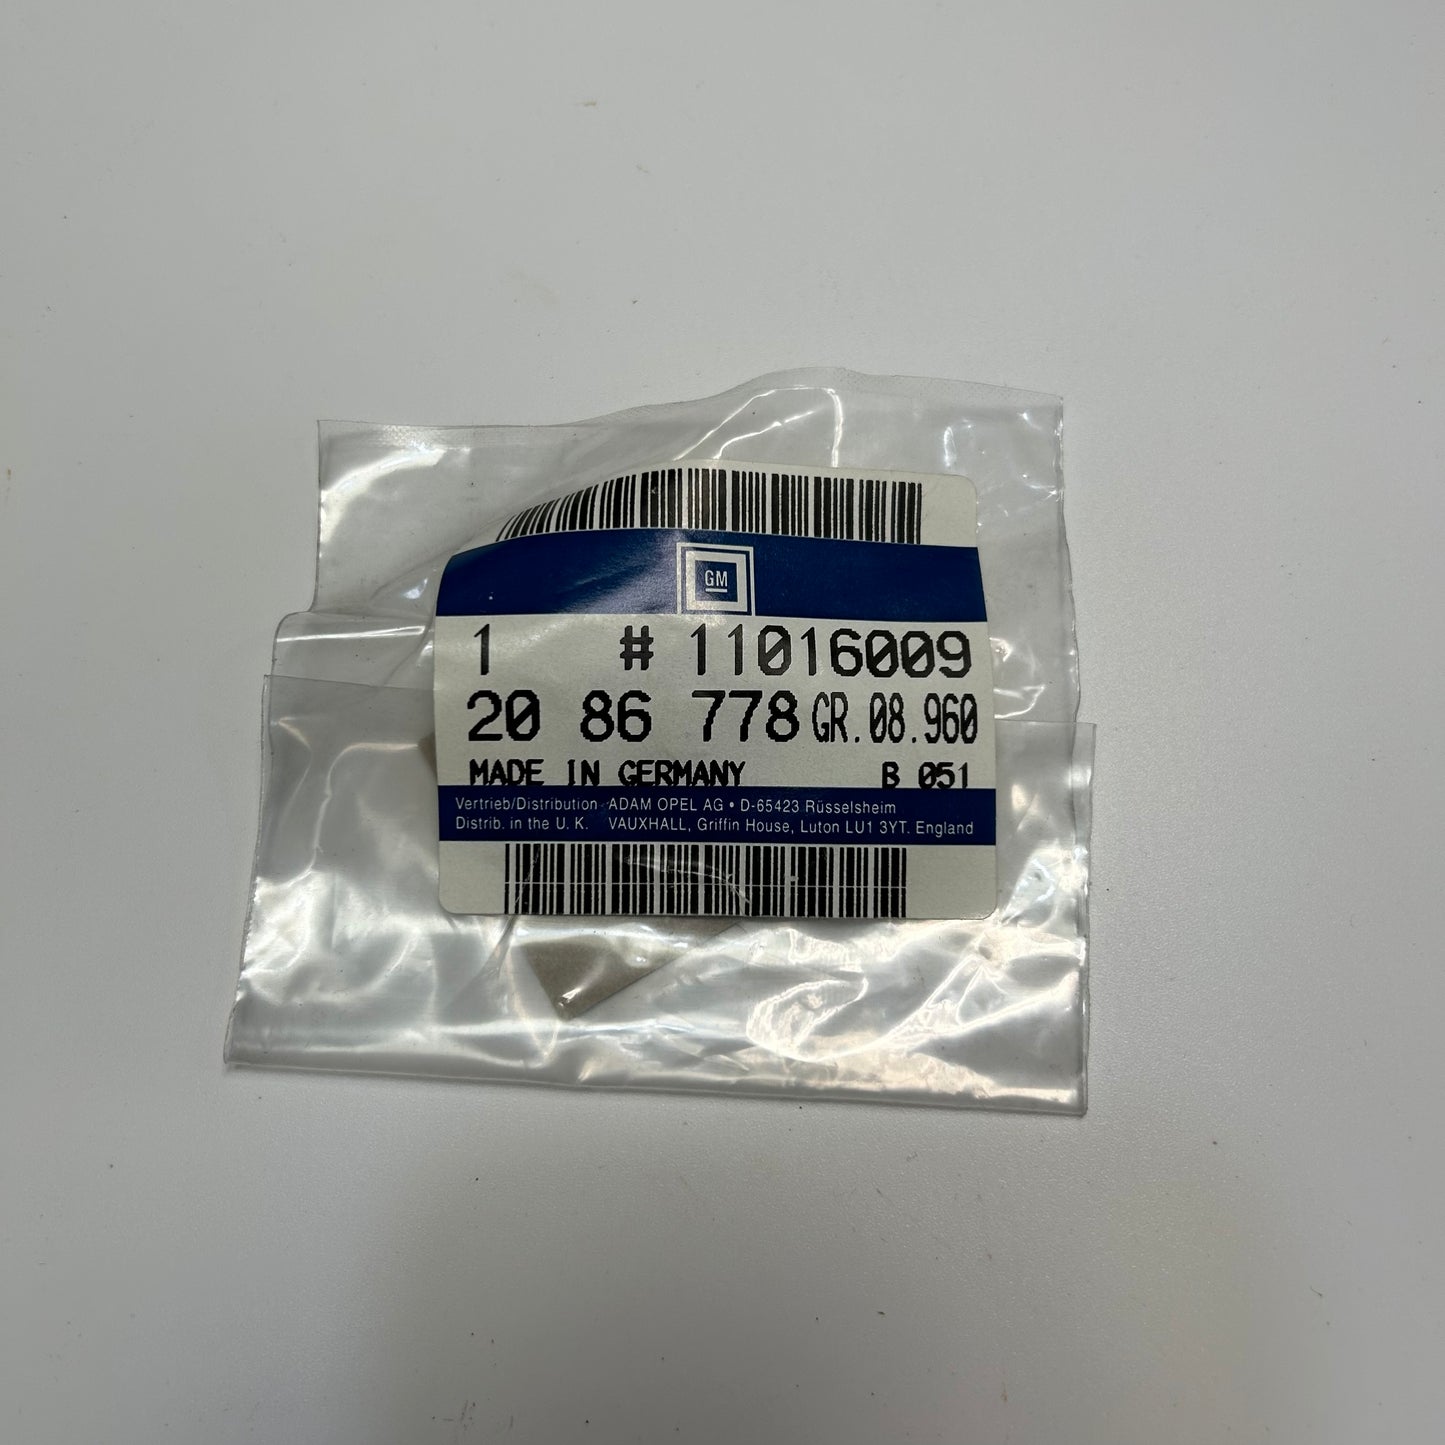 GM
1 # 11016009
20 86 778 GR.08.960
MADE IN GERMANY B 051
Vertrieb/Distribution ADAM OPEL AG • D-65423 Rüsselsheim
Distrib. in the U. K. VAUXHALL, Griffin House, Luton LU1 3YT. England